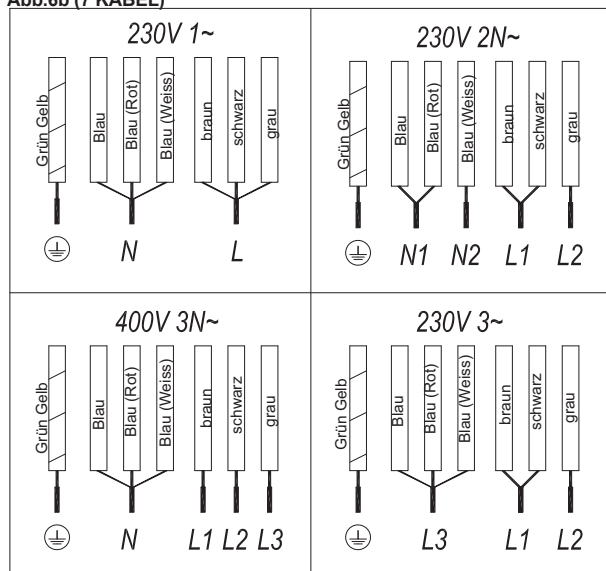 Abb.6b (7 KABEL)
230V 1~
Grün Gelb
Blau
Blau (Rot)
Blau (Weiss)
braun
schwarz
grau
N
L
230V 2N~
Grün Gelb
Blau
Blau (Rot)
Blau (Weiss)
braun
schwarz
grau
N1 N2 L1 L2
400V 3N~
Grün Gelb
Blau
Blau (Rot)
Blau (Weiss)
braun
schwarz
grau
N L1 L2 L3
230V 3~
Grün Gelb
Blau
Blau (Rot)
Blau (Weiss)
braun
schwarz
grau
L3 L1 L2